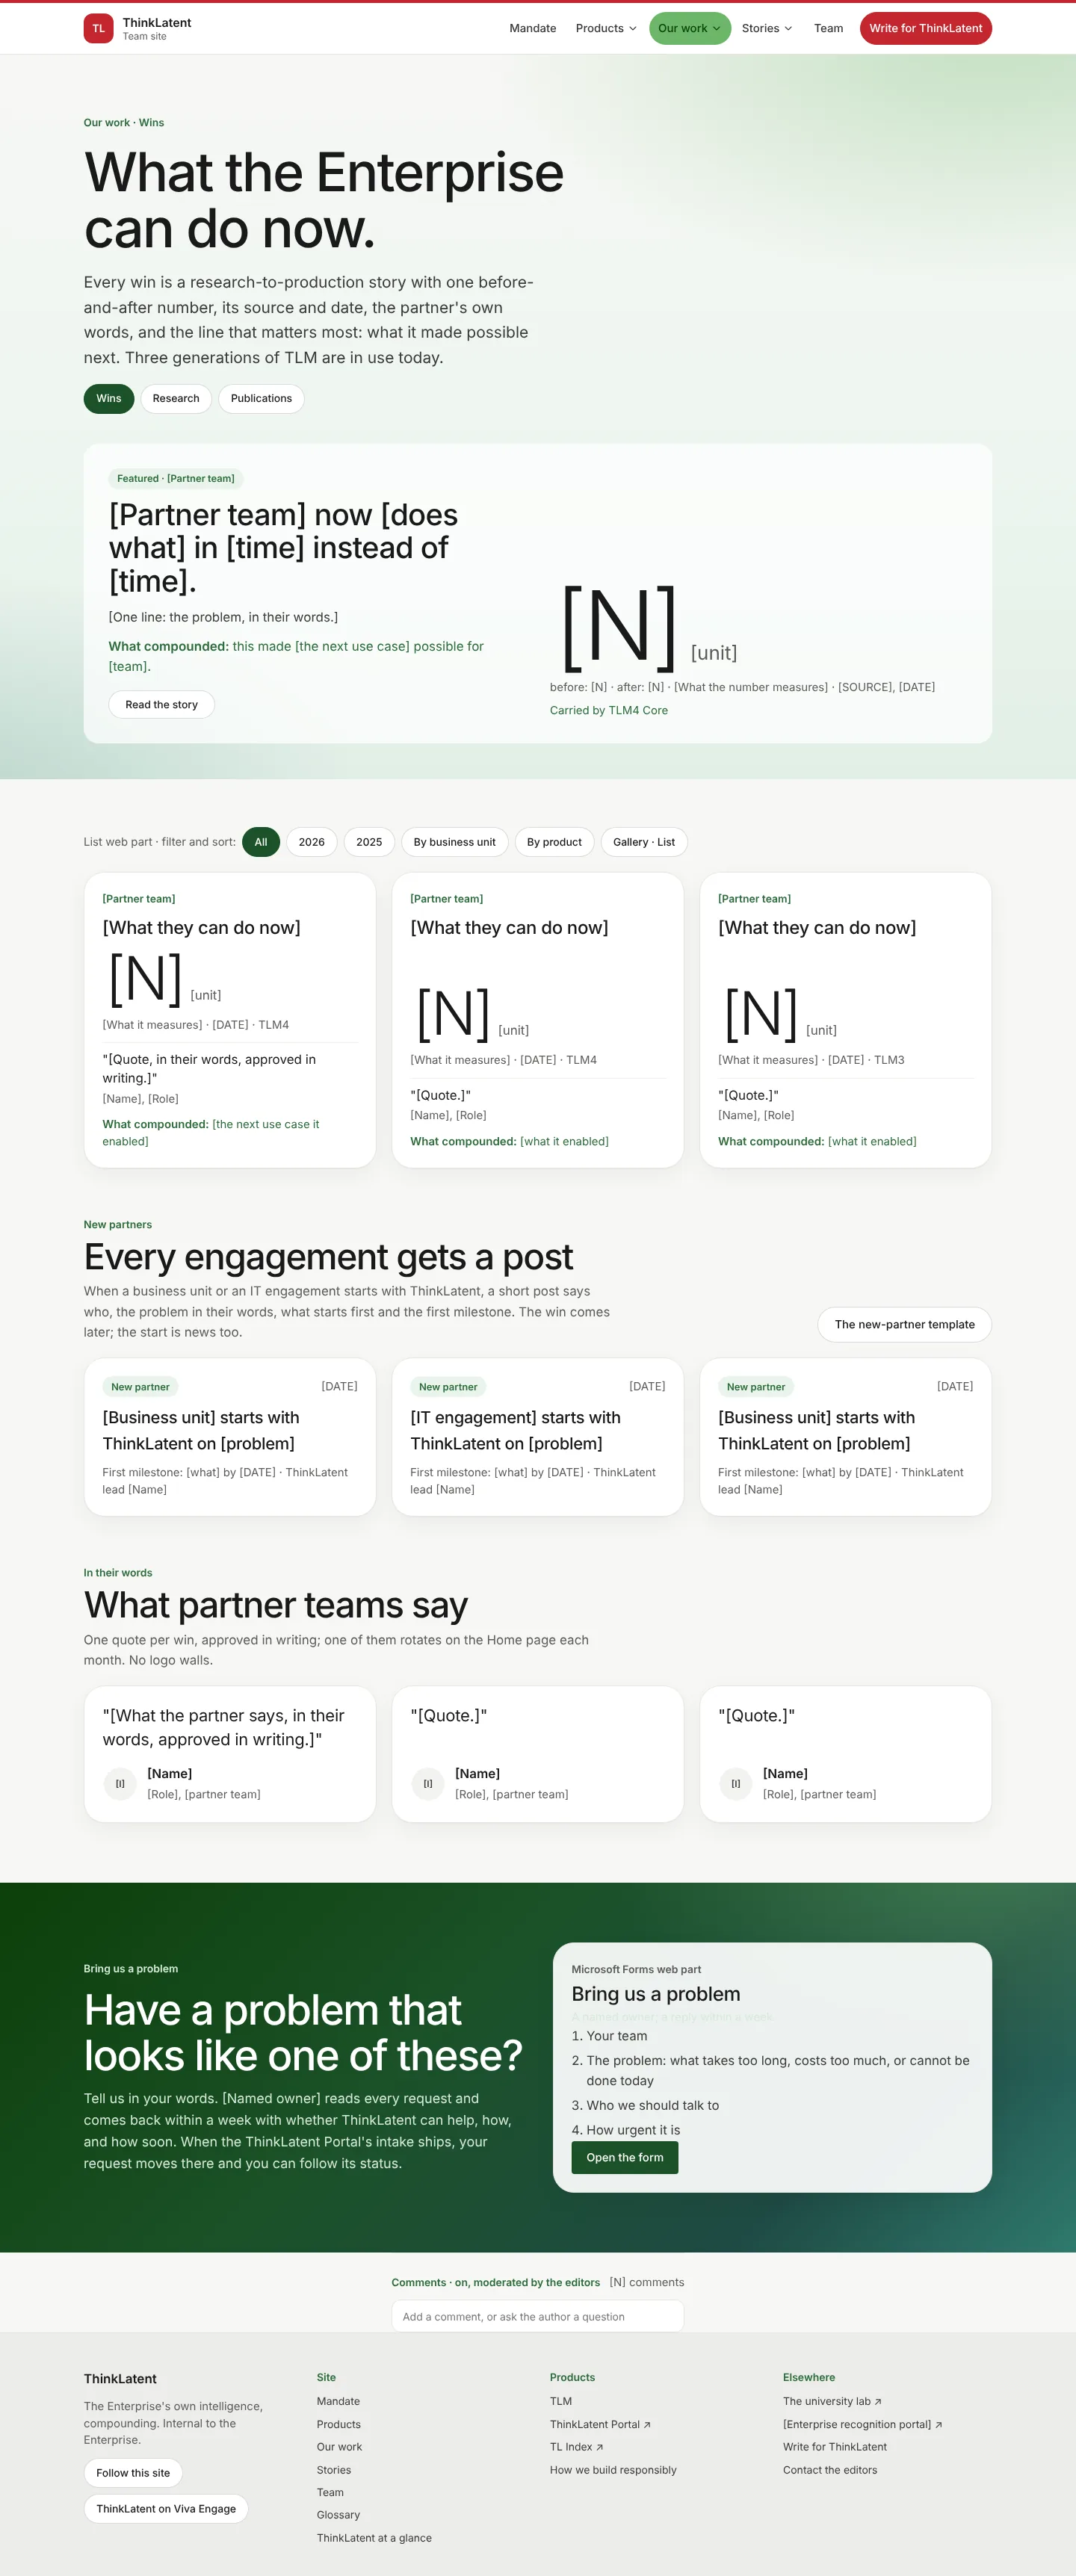 TL
ThinkLatent
Team site
Mandate
Products
Our work
Stories
Team
Write for ThinkLatent
Our work · Wins
What the Enterprise
can do now.
Every win is a research-to-production story with one before-
and-after number, its source and date, the partner's own
words, and the line that matters most: what it made possible
next. Three generations of TLM are in use today.
Wins
Research
Publications
Featured · [Partner team]
[Partner team] now [does
what] in [time] instead of
[time].
[One line: the problem, in their words.]
What compounded: this made [the next use case] possible for
[team].
Read the story
[N] [unit]
before: [N] · after: [N] · [What the number measures] · [SOURCE], [DATE]
Carried by TLM4 Core
List web part · filter and sort:
All
2026
2025
By business unit
By product
Gallery · List
[Partner team]
[What they can do now]
[N] [unit]
[What it measures] · [DATE] · TLM4
"[Quote, in their words, approved in
writing.]"
[Name], [Role]
What compounded: [the next use case it
enabled]
[Partner team]
[What they can do now]
[N] [unit]
[What it measures] · [DATE] · TLM4
"[Quote.]"
[Name], [Role]
What compounded: [what it enabled]
[Partner team]
[What they can do now]
[N] [unit]
[What it measures] · [DATE] · TLM3
"[Quote.]"
[Name], [Role]
What compounded: [what it enabled]
New partners
Every engagement gets a post
When a business unit or an IT engagement starts with ThinkLatent, a short post says
who, the problem in their words, what starts first and the first milestone. The win comes
later; the start is news too.
The new-partner template
New partner
[DATE]
[Business unit] starts with
ThinkLatent on [problem]
First milestone: [what] by [DATE] · ThinkLatent
lead [Name]
New partner
[DATE]
[IT engagement] starts with
ThinkLatent on [problem]
First milestone: [what] by [DATE] · ThinkLatent
lead [Name]
New partner
[DATE]
[Business unit] starts with
ThinkLatent on [problem]
First milestone: [what] by [DATE] · ThinkLatent
lead [Name]
In their words
What partner teams say
One quote per win, approved in writing; one of them rotates on the Home page each
month. No logo walls.
"[What the partner says, in their
words, approved in writing.]"
[I]
[Name]
[Role], [partner team]
"[Quote.]"
[I]
[Name]
[Role], [partner team]
"[Quote.]"
[I]
[Name]
[Role], [partner team]
Bring us a problem
Have a problem that
looks like one of these?
Tell us in your words. [Named owner] reads every request and
comes back within a week with whether ThinkLatent can help, how,
and how soon. When the ThinkLatent Portal's intake ships, your
request moves there and you can follow its status.
Microsoft Forms web part
Bring us a problem
A named owner; a reply within a week
1. Your team
2. The problem: what takes too long, costs too much, or cannot be
done today
3. Who we should talk to
4. How urgent it is
Open the form
Comments · on, moderated by the editors
[N] comments
Add a comment, or ask the author a question
ThinkLatent
The Enterprise's own intelligence,
compounding. Internal to the
Enterprise.
Follow this site
ThinkLatent on Viva Engage
Site
Mandate
Products
Our work
Stories
Team
Glossary
ThinkLatent at a glance
Products
TLM
ThinkLatent Portal ↗
TL Index ↗
How we build responsibly
Elsewhere
The university lab ↗
[Enterprise recognition portal] ↗
Write for ThinkLatent
Contact the editors